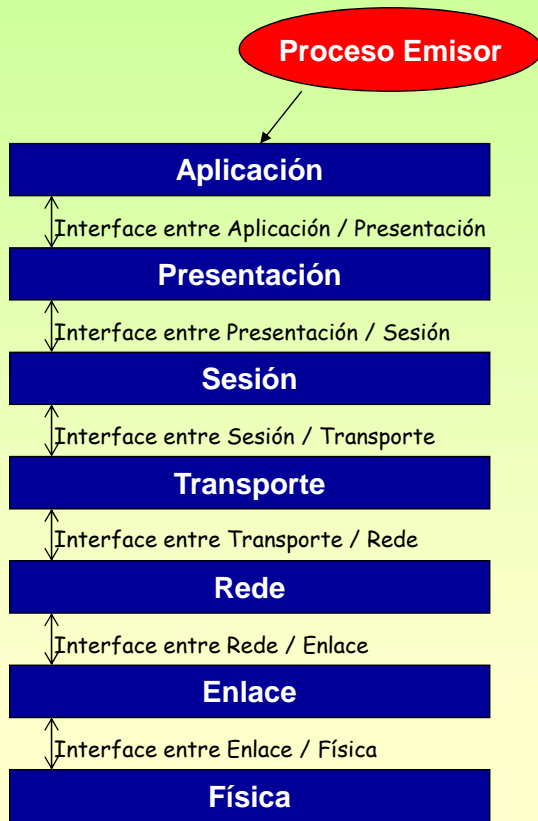 Proceso Emisor
Aplicación
Interface entre Aplicación / Presentación
Presentación
Interface entre Presentación / Sesión
Sesión
Interface entre Sesión / Transporte
Transporte
Interface entre Transporte / Rede
Rede
Interface entre Rede / Enlace
Enlace
Interface entre Enlace / Física
Física